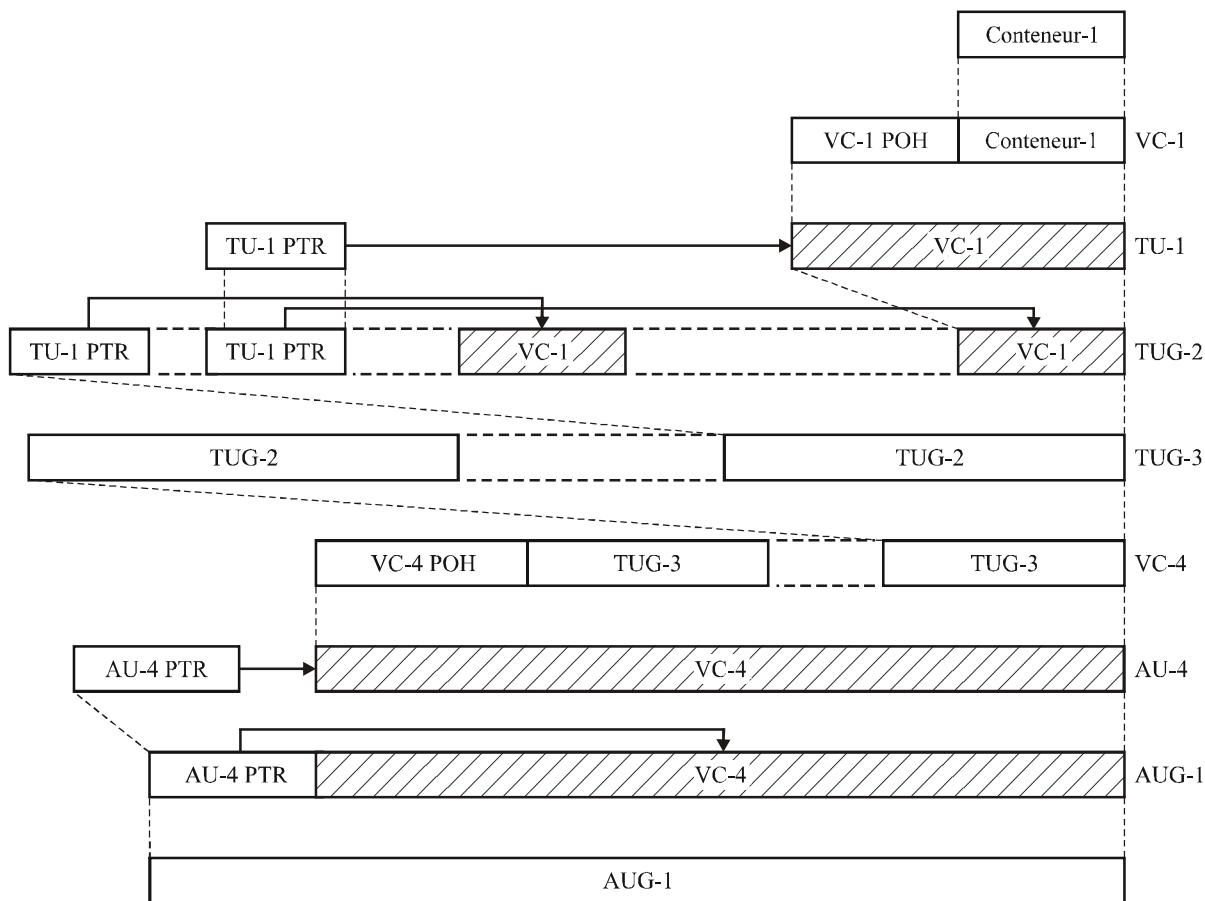 Conteneur-1
VC-1 POH Conteneur-1 VC-1
TU-1 PTR VC-1 TU-1
TU-1 PTR TU-1 PTR VC-1 VC-1 TUG-2
TUG-2 TUG-2 TUG-3
VC-4 POH TUG-3 TUG-3 VC-4
AU-4 PTR VC-4 AU-4
AU-4 PTR VC-4 AUG-1
AUG-1